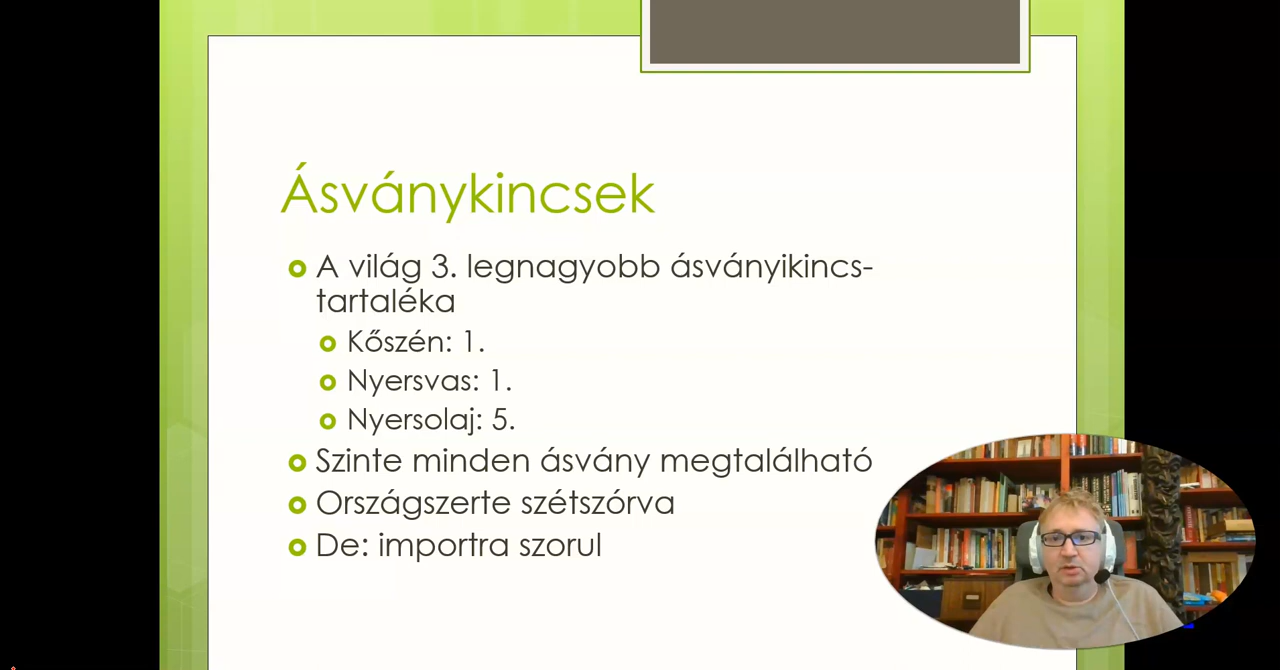 Ásványkincsek
A világ 3. legnagyobb ásványikincs-
tartaléka
Kőszén: 1.
Nyersvas: 1.
Nyersolaj: 5.
Szinte minden ásvány megtalálható
Országszerte szétszórva
De: importra szorul